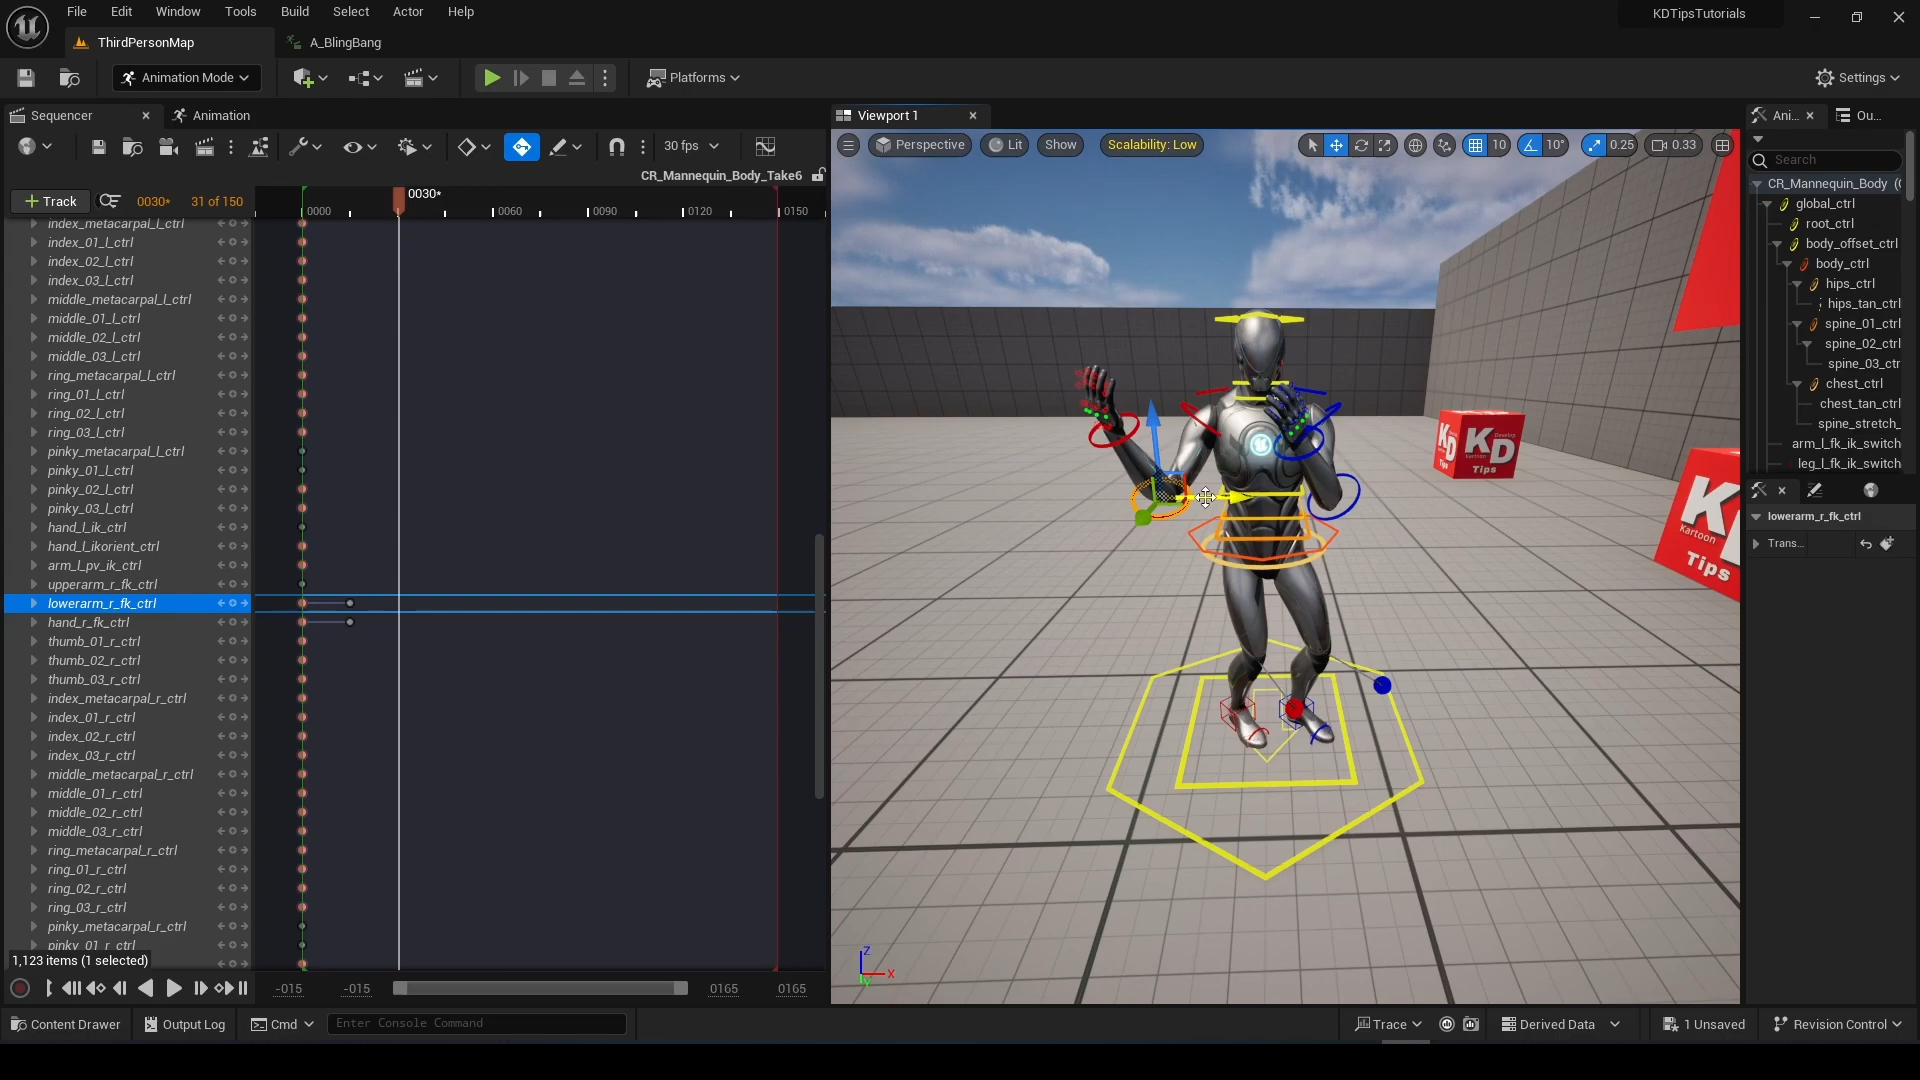 File Edit Window Tools Build Select Actor Help
KDTipsTutorials
ThirdPersonMap
A_BlingBang
Animation Mode
Platforms
Settings
Sequencer
Animation
30 fps
CR_Mannequin_Body_Take6
Track
0030*
31 of 150
0030*
0000 0060 0090 0120 0150
index_metacarpal_l_ctrl
index_01_l_ctrl
index_02_l_ctrl
index_03_l_ctrl
middle_metacarpal_l_ctrl
middle_01_l_ctrl
middle_02_l_ctrl
middle_03_l_ctrl
ring_metacarpal_l_ctrl
ring_01_l_ctrl
ring_02_l_ctrl
ring_03_l_ctrl
pinky_metacarpal_l_ctrl
pinky_01_l_ctrl
pinky_02_l_ctrl
pinky_03_l_ctrl
hand_l_ik_ctrl
hand_l_ikorient_ctrl
arm_l_pv_ik_ctrl
upperarm_r_fk_ctrl
lowerarm_r_fk_ctrl
hand_r_fk_ctrl
thumb_01_r_ctrl
thumb_02_r_ctrl
thumb_03_r_ctrl
index_metacarpal_r_ctrl
index_01_r_ctrl
index_02_r_ctrl
index_03_r_ctrl
middle_metacarpal_r_ctrl
middle_01_r_ctrl
middle_02_r_ctrl
middle_03_r_ctrl
ring_metacarpal_r_ctrl
ring_01_r_ctrl
ring_02_r_ctrl
ring_03_r_ctrl
pinky_metacarpal_r_ctrl
pinky_01_r_ctrl
1,123 items (1 selected)
-015 -015 0165 0165
Viewport 1
Perspective
Lit
Show
Scalability: Low
10
10°
0.25
0.33
KD
KD
Develop
Tips
Tips
K
Kartoon
Tips
Z
X
Y
Ani...
Ou...
Search
CR_Mannequin_Body (
global_ctrl
root_ctrl
body_offset_ctrl
body_ctrl
hips_ctrl
hips_tan_ctrl
spine_01_ctrl
spine_02_ctrl
spine_03_ctr
chest_ctrl
chest_tan_ctrl
spine_stretch_
arm_l_fk_ik_switch
leg_l_fk_ik_switch
lowerarm_r_fk_ctrl
Trans...
Content Drawer
Output Log
Cmd
Enter Console Command
Trace
Derived Data
1 Unsaved
Revision Control